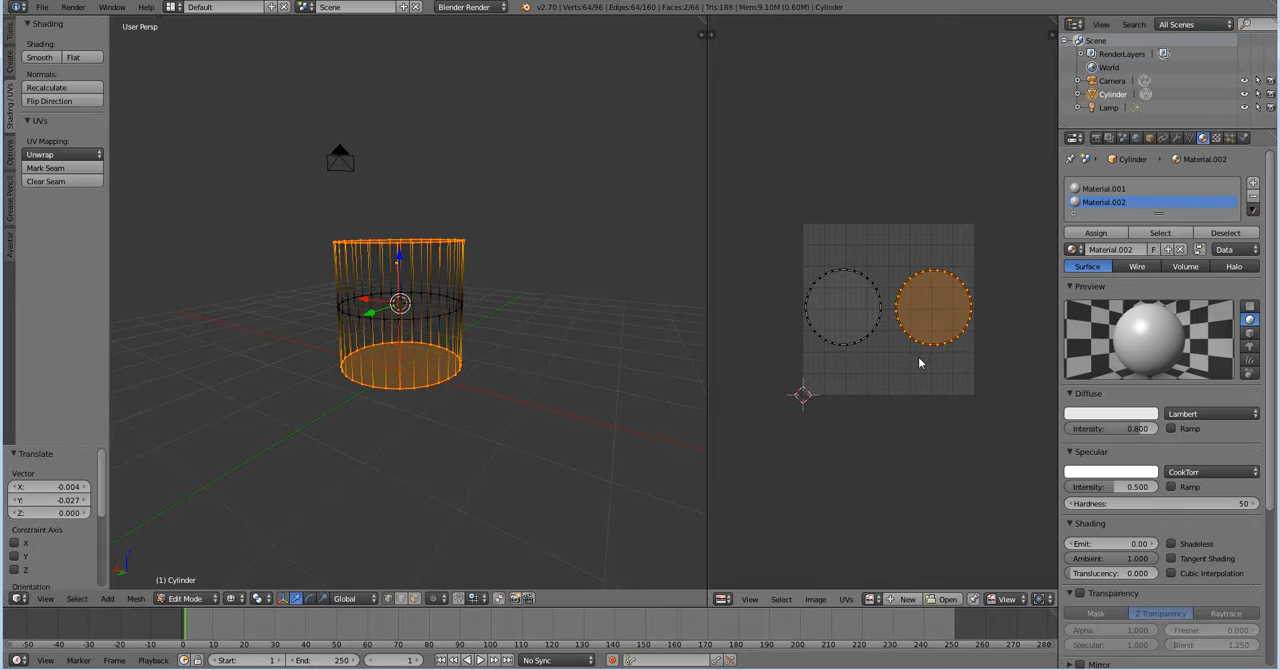 File Render Window Help Default Scene Blender Render v2.70 | Verts:64/96 | Edges:64/160 | Faces:2/66 | Tris:188 | Mem:9.10M (0.60M) | Cylinder
Tools
Create
Shading / UVs
Options
Grease Pencil
Avastar
Shading
Shading:
Smooth Flat
Normals:
Recalculate
Flip Direction
UVs
UV Mapping:
Unwrap
Mark Seam
Clear Seam
Translate
Vector
X: -0.004
Y: -0.027
Z: 0.000
Constraint Axis
X
Y
Z
Orientation
User Persp
(1) Cylinder
View Select Add Mesh Edit Mode Global
View Select Image UVs New Open View
View Search All Scenes
Scene
RenderLayers
World
Camera
Cylinder
Lamp
Cylinder Material.002
Material.001
Material.002
Assign Select Deselect
Material.002 F Data
Surface Wire Volume Halo
Preview
Diffuse
Lambert
Intensity: 0.800 Ramp
Specular
CookTorr
Intensity: 0.500 Ramp
Hardness: 50
Shading
Emit: 0.00 Shadeless
Ambient: 1.000 Tangent Shading
Translucency: 0.000 Cubic Interpolation
Transparency
Mask Z Transparency Raytrace
Alpha: 1.000 Fresnel: 0.000
Specular: 1.000 Blend: 1.250
Mirror
-50 -40 -30 -20 -10 0 10 20 30 40 50 60 70 80 90 100 110 120 130 140 150 160 170 180 190 200 210 220 230 240 250 260 270 280
View Marker Frame Playback Start: 1 End: 250 1 No Sync